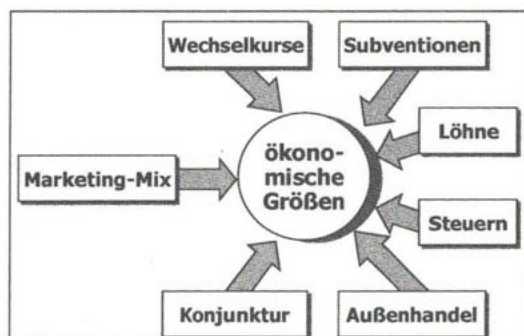 Wechselkurse
Subventionen
Löhne
Marketing-Mix
ökono-
mische
Größen
Steuern
Konjunktur
Außenhandel